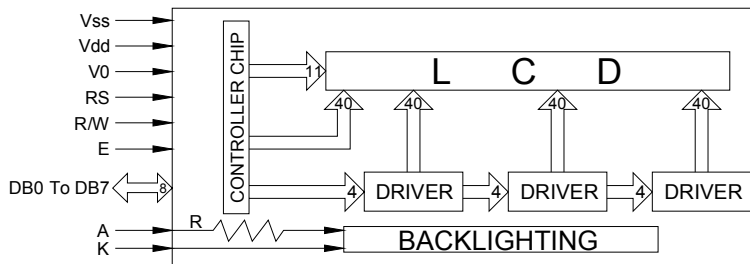 Vss
Vdd
V0
RS
R/W
E
DB0 To DB7
8
A
K
R
CONTROLLER CHIP
11
L C D
40
40
40
40
4
DRIVER
4
DRIVER
4
DRIVER
BACKLIGHTING